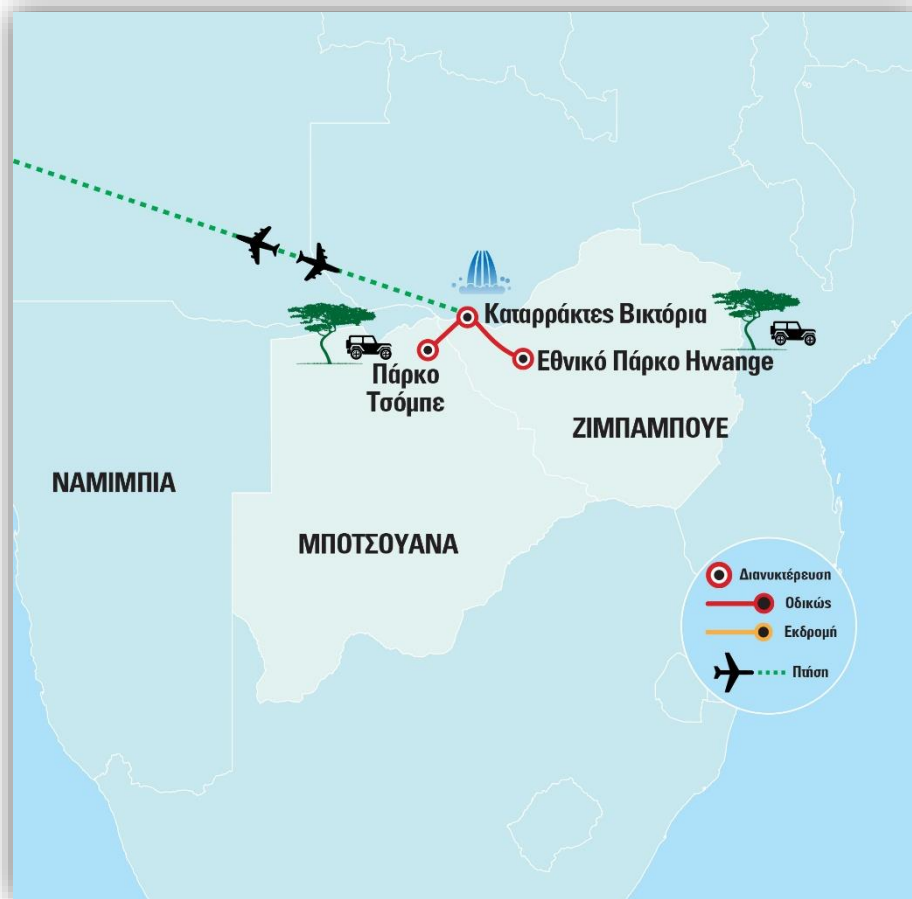 Καταρράκτες Βικτόρια
Εθνικό Πάρκο Hwange
Πάρκο
Τσόμπε
ΖΙΜΠΑΜΠΟΥΕ
ΝΑΜΙΜΠΙΑ
ΜΠΟΤΣΟΥΑΝΑ
Διανυκτέρευση
Οδικώς
Εκδρομή
Πτήση